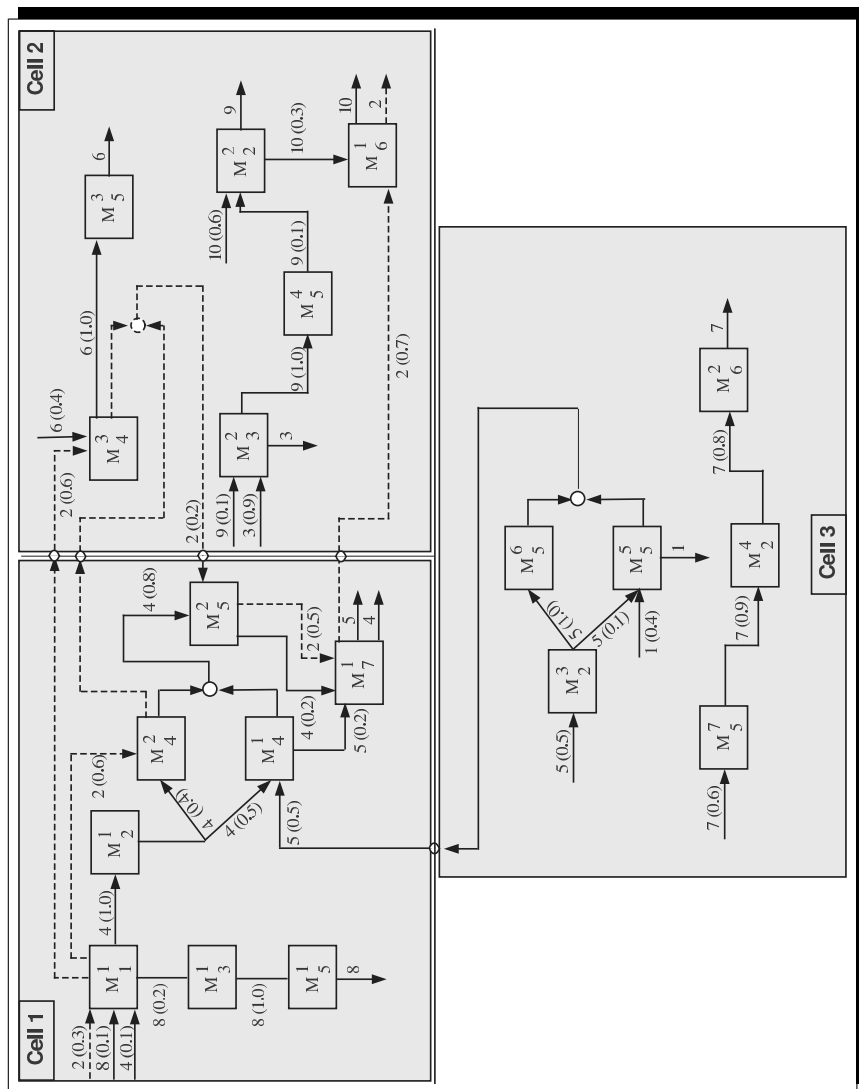 Cell 1
2 (0.3)
8 (0.1)
4 (0.1)
M 1 1
4 (1.0)
M 1 2
8 (0.2)
M 1 3
8 (1.0)
M 1 5
8
2 (0.6)
4 (0.4)
4 (0.5)
5 (0.5)
M 2 4
M 1 4
4 (0.2)
5 (0.2)
4 (0.8)
M 2 5
2 (0.5)
M 1 7
5
4
Cell 2
2 (0.6)
6 (0.4)
M 3 4
6 (1.0)
M 3 5
6
2 (0.2)
9 (0.1)
3 (0.9)
M 2 3
3
9 (1.0)
M 4 5
9 (0.1)
10 (0.6)
M 2 2
9
10 (0.3)
2 (0.7)
M 1 6
10
2
Cell 3
5 (0.5)
M 3 2
5 (1.0)
5 (0.1)
1 (0.4)
M 6 5
M 5 5
1
7 (0.6)
M 7 5
7 (0.9)
M 4 2
7 (0.8)
M 2 6
7